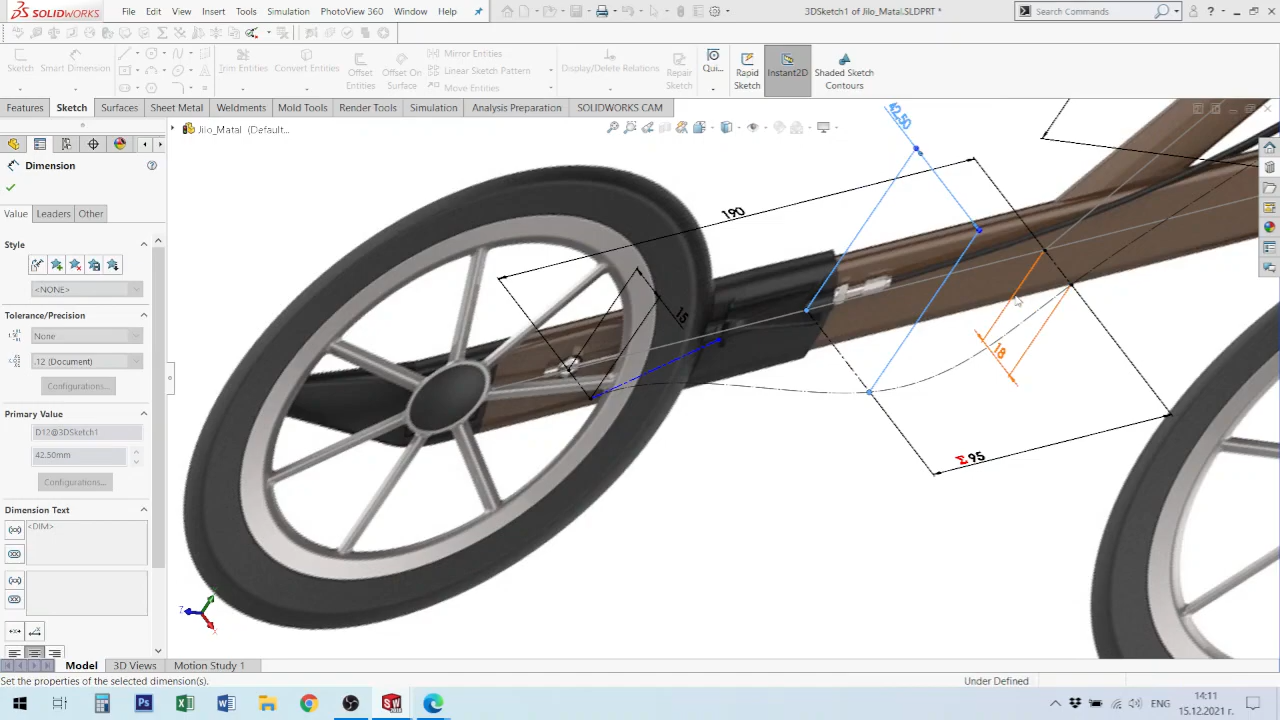 SOLIDWORKS
File
Edit
View
Insert
Tools
Simulation
PhotoView 360
Window
Help
3DSketch1 of Jilo_Matal.SLDPRT *
Search Commands
Sketch
Smart Dimension
Trim Entities
Convert Entities
Offset Entities
Offset On Surface
Mirror Entities
Linear Sketch Pattern
Move Entities
Display/Delete Relations
Repair Sketch
Qui...
Rapid Sketch
Instant2D
Shaded Sketch Contours
Features
Sketch
Surfaces
Sheet Metal
Weldments
Mold Tools
Render Tools
Simulation
Analysis Preparation
SOLIDWORKS CAM
Jilo_Matal (Default...
Dimension
Value
Leaders
Other
Style
<NONE>
Tolerance/Precision
None
.12 (Document)
Configurations...
Primary Value
D12@3DSketch1
42.50mm
Configurations...
Dimension Text
<DIM>
42,50
190
15
18
Σ 95
Z
X
Model
3D Views
Motion Study 1
Set the properties of the selected dimension(s).
Under Defined
ENG
14:11
15.12.2021 г.